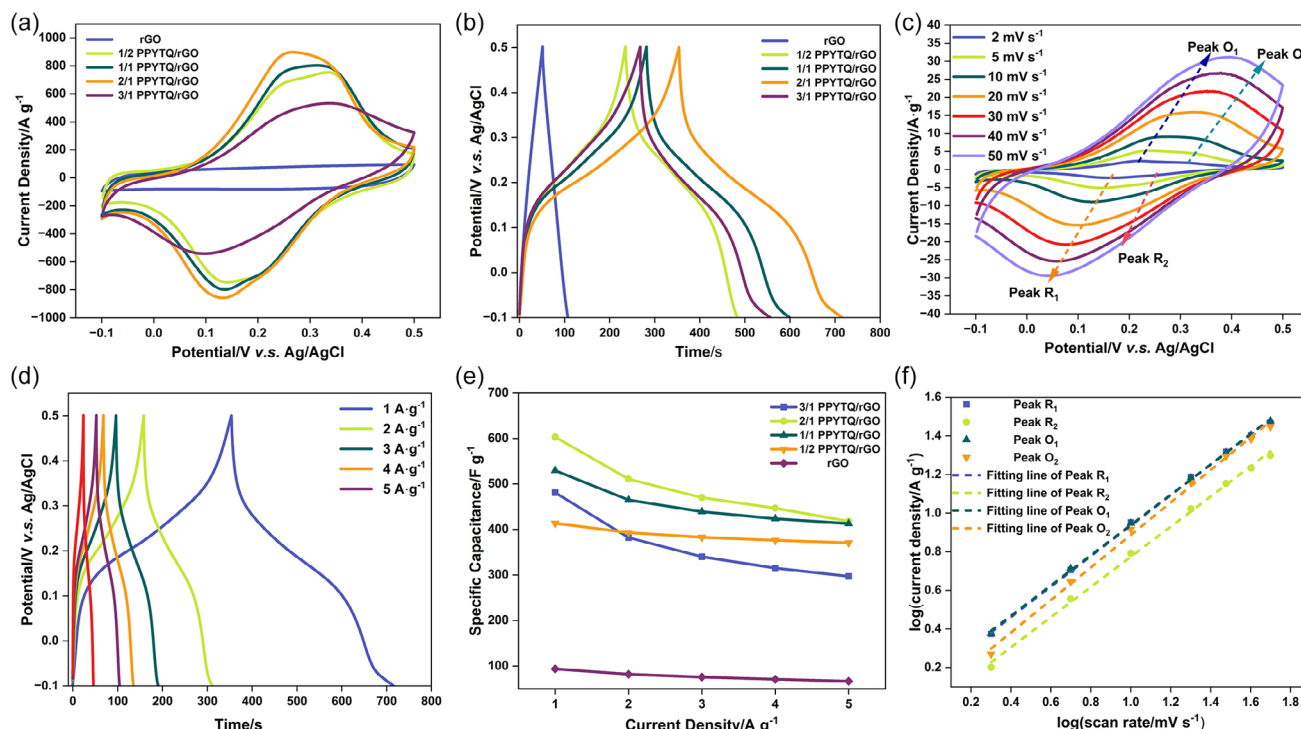 (a)
rGO
1/2 PPYTQ/rGO
1/1 PPYTQ/rGO
2/1 PPYTQ/rGO
3/1 PPYTQ/rGO
1000
800
600
400
200
0
-200
-400
-600
-800
-1000
-0.1
0.0
0.1
0.2
0.3
0.4
0.5
Current Density/A g⁻¹
Potential/V v.s. Ag/AgCl
(b)
rGO
1/2 PPYTQ/rGO
1/1 PPYTQ/rGO
2/1 PPYTQ/rGO
3/1 PPYTQ/rGO
0.5
0.4
0.3
0.2
0.1
0.0
-0.1
0
100
200
300
400
500
600
700
800
Potential/V v.s. Ag/AgCl
Time/s
(c)
2 mV s⁻¹
5 mV s⁻¹
10 mV s⁻¹
20 mV s⁻¹
30 mV s⁻¹
40 mV s⁻¹
50 mV s⁻¹
Peak O₁
Peak O
Peak R₂
Peak R₁
40
35
30
25
20
15
10
5
0
-5
-10
-15
-20
-25
-30
-35
-40
-0.1
0.0
0.1
0.2
0.3
0.4
0.5
Current Density/A·g⁻¹
Potential/V v.s. Ag/AgCl
(d)
1 A·g⁻¹
2 A·g⁻¹
3 A·g⁻¹
4 A·g⁻¹
5 A·g⁻¹
0.5
0.4
0.3
0.2
0.1
0.0
-0.1
0
100
200
300
400
500
600
700
800
Potential/V v.s. Ag/AgCl
Time/s
(e)
3/1 PPYTQ/rGO
2/1 PPYTQ/rGO
1/1 PPYTQ/rGO
1/2 PPYTQ/rGO
rGO
700
600
500
400
300
200
100
1
2
3
4
5
Specific Capacitance/F g⁻¹
Current Density/A g⁻¹
(f)
Peak R₁
Peak R₂
Peak O₁
Peak O₂
Fitting line of Peak R₁
Fitting line of Peak R₂
Fitting line of Peak O₁
Fitting line of Peak O₂
1.6
1.4
1.2
1.0
0.8
0.6
0.4
0.2
0.2
0.4
0.6
0.8
1.0
1.2
1.4
1.6
1.8
log(current density/A g⁻¹)
log(scan rate/mV s⁻¹)